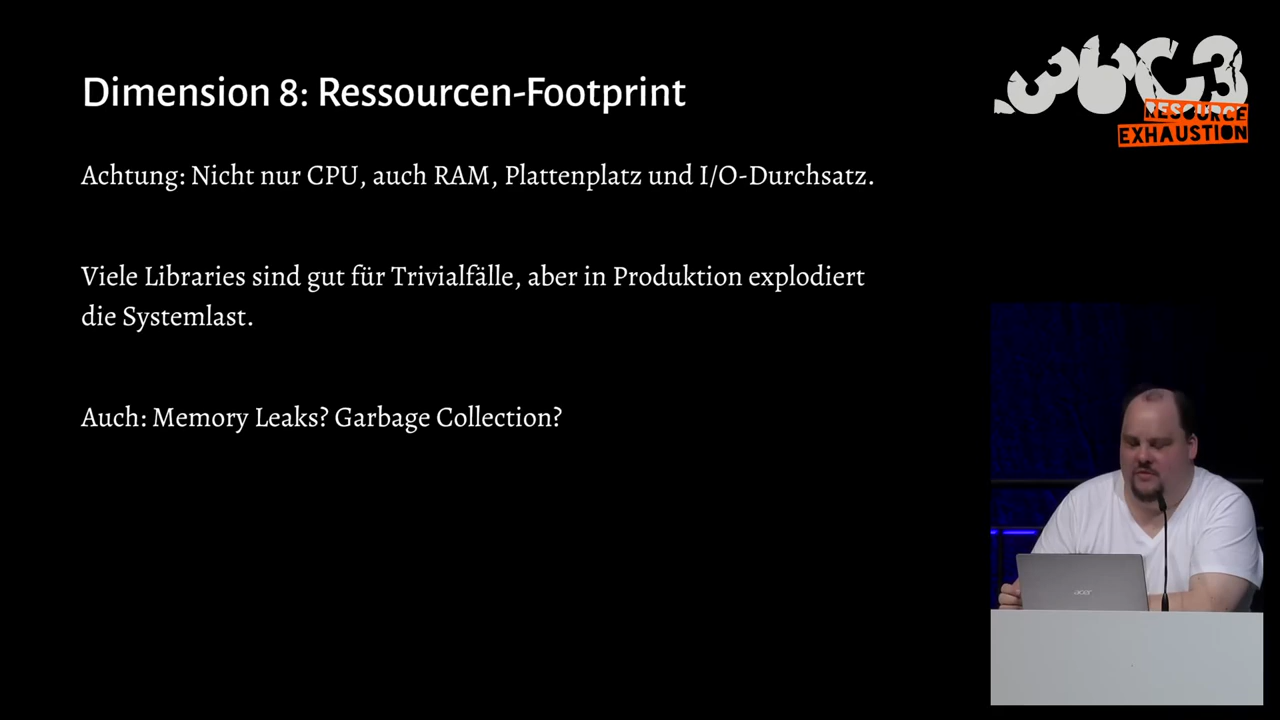 Dimension 8: Ressourcen-Footprint
36C3
RESOURCE
EXHAUSTION
Achtung: Nicht nur CPU, auch RAM, Plattenplatz und I/O-Durchsatz.
Viele Libraries sind gut für Trivialfälle, aber in Produktion explodiert
die Systemlast.
Auch: Memory Leaks? Garbage Collection?
acer